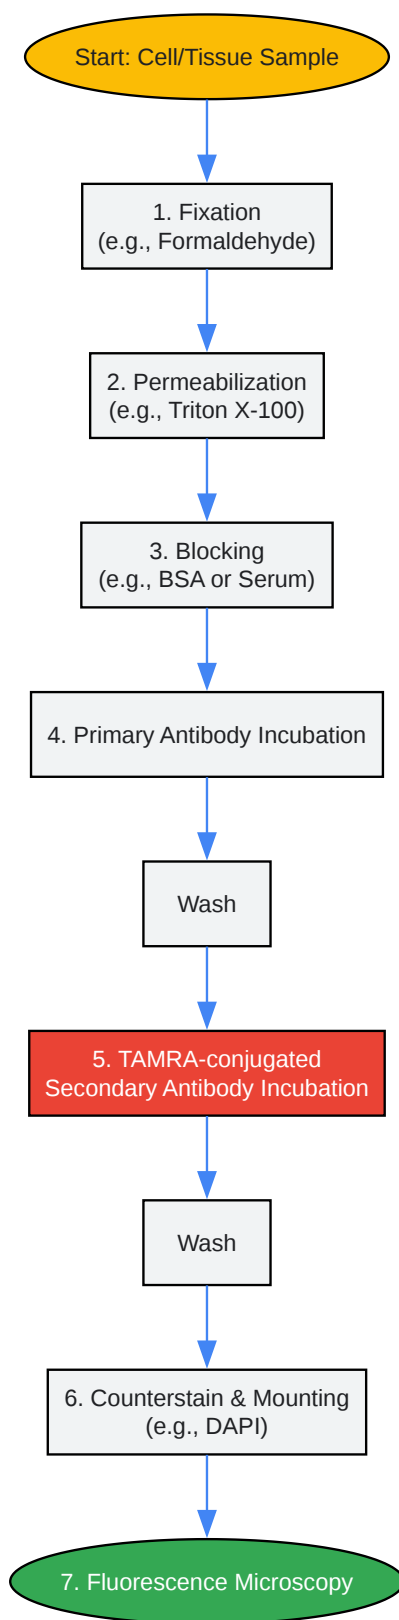 Start: Cell/Tissue Sample
1. Fixation
(e.g., Formaldehyde)
2. Permeabilization
(e.g., Triton X-100)
3. Blocking
(e.g., BSA or Serum)
4. Primary Antibody Incubation
Wash
5. TAMRA-conjugated
Secondary Antibody Incubation
Wash
6. Counterstain & Mounting
(e.g., DAPI)
7. Fluorescence Microscopy